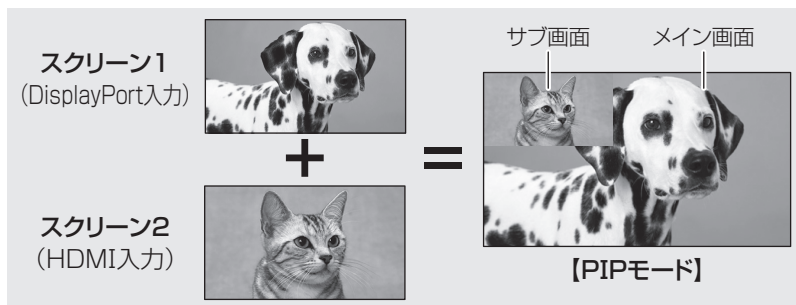 スクリーン1
（DisplayPort入力）
サブ画面
メイン画面
スクリーン2
（HDMI入力）
【PIPモード】